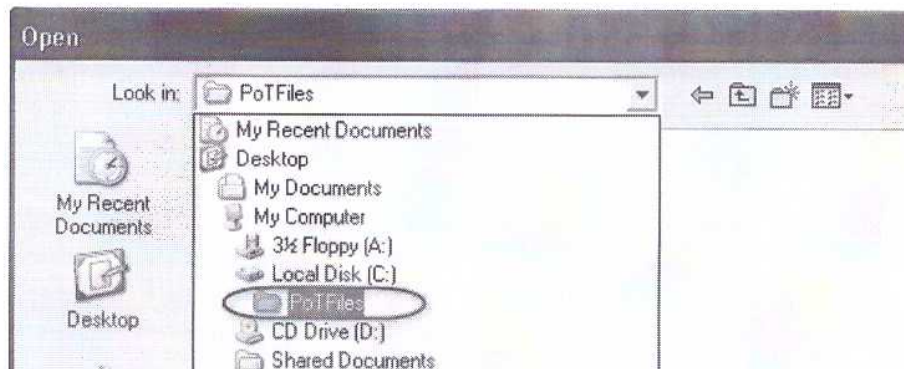 Open
Look in:
PoTFiles
My Recent Documents
Desktop
My Documents
My Computer
3½ Floppy (A:)
Local Disk (C:)
PoTFiles
CD Drive (D:)
Shared Documents
My Recent
Documents
Desktop